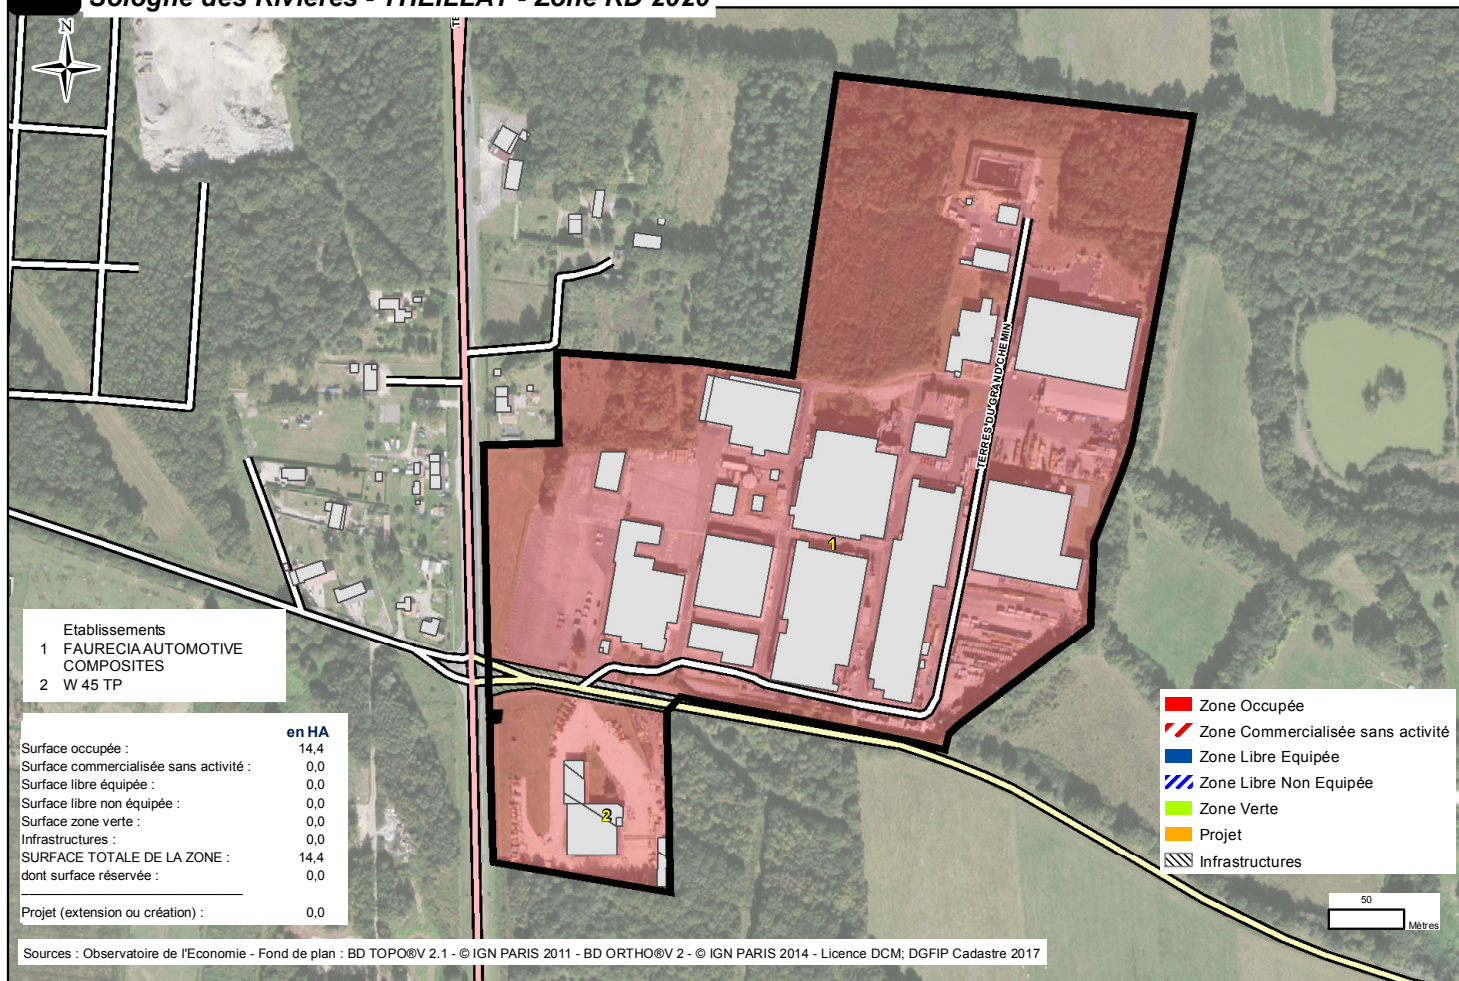 Sologne des Rivières - THEILLAY - Zone RD 2020
N
TE
TERRES DU GRAND CHEMIN
1
2
Etablissements
1 FAURECIA AUTOMOTIVE
COMPOSITES
2 W 45 TP
en HA
Surface occupée : 14,4
Surface commercialisée sans activité : 0,0
Surface libre équipée : 0,0
Surface libre non équipée : 0,0
Surface zone verte : 0,0
Infrastructures : 0,0
SURFACE TOTALE DE LA ZONE : 14,4
dont surface réservée : 0,0
Projet (extension ou création) : 0,0
Zone Occupée
Zone Commercialisée sans activité
Zone Libre Equipée
Zone Libre Non Equipée
Zone Verte
Projet
Infrastructures
50
Mètres
Sources : Observatoire de l'Economie - Fond de plan : BD TOPO®V 2.1 - © IGN PARIS 2011 - BD ORTHO®V 2 - © IGN PARIS 2014 - Licence DCM; DGFIP Cadastre 2017